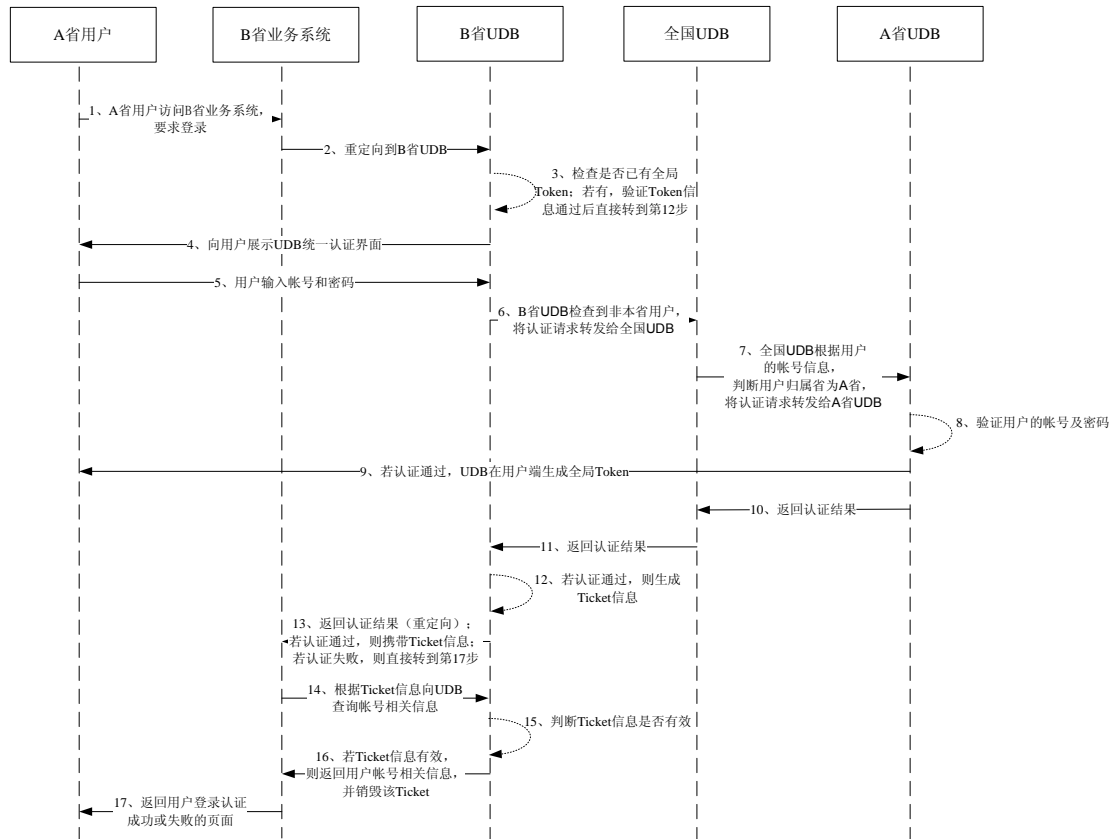 A省用户
B省业务系统
B省UDB
全国UDB
A省UDB
1、A省用户访问B省业务系统,
要求登录
2、重定向到B省UDB
3、检查是否已有全局
Token；若有，验证Token信
息通过后直接转到第12步
4、向用户展示UDB统一认证界面
5、用户输入帐号和密码
6、B省UDB检查到非本省用户，
将认证请求转发给全国UDB
7、全国UDB根据用户
的帐号信息，
判断用户归属省为A省，
将认证请求转发给A省UDB
8、验证用户的帐号及密码
9、若认证通过，UDB在用户端生成全局Token
10、返回认证结果
11、返回认证结果
12、若认证通过，则生成
Ticket信息
13、返回认证结果（重定向）；
若认证通过，则携带Ticket信息；
若认证失败，则直接转到第17步
14、根据Ticket信息向UDB
查询帐号相关信息
15、判断Ticket信息是否有效
16、若Ticket信息有效，
则返回用户帐号相关信息，
并销毁该Ticket
17、返回用户登录认证
成功或失败的页面